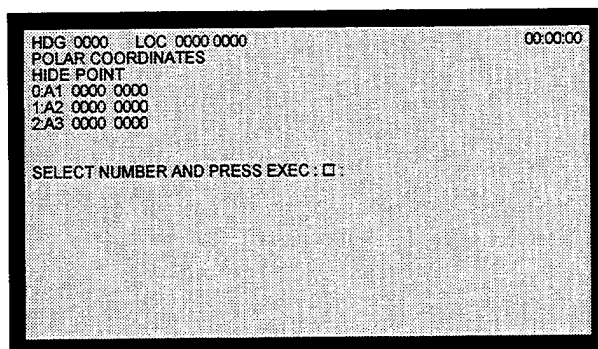 HDG 0000 LOC 0000 0000 00:00:00
POLAR COORDINATES
HIDE POINT
0:A1 0000 0000
1:A2 0000 0000
2:A3 0000 0000
SELECT NUMBER AND PRESS EXEC : □ :